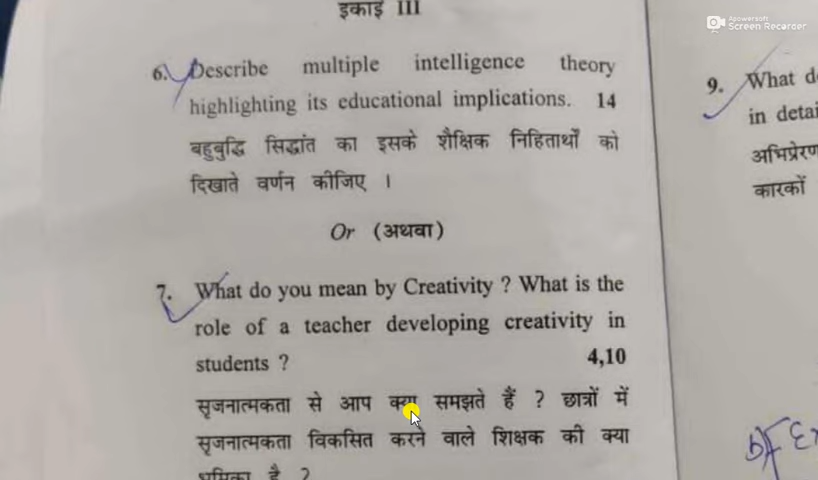 इकाई III
6. Describe multiple intelligence theory
highlighting its educational implications. 14
बहुबुद्धि सिद्धांत का इसके शैक्षिक निहितार्थों को
दिखाते वर्णन कीजिए ।
Or (अथवा)
7. What do you mean by Creativity ? What is the
role of a teacher developing creativity in
students ? 4,10
सृजनात्मकता से आप क्या समझते हैं ? छात्रों में
सृजनात्मकता विकसित करने वाले शिक्षक की क्या
भूमिका है ?
9. What d
in detai
अभिप्रेरण
कारकों
Apowersoft
Screen Recorder